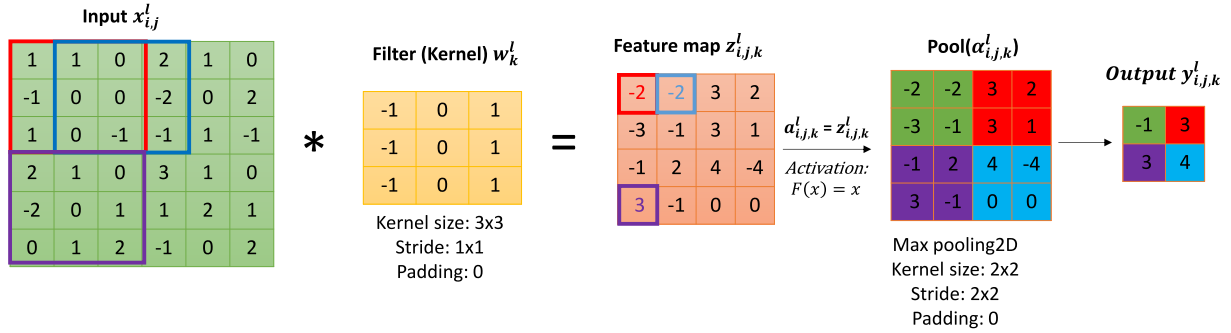 Input x^l_{i,j}
1 1 0 2 1 0
-1 0 0 -2 0 2
1 0 -1 -1 1 -1
2 1 0 3 1 0
-2 0 1 1 2 1
0 1 2 -1 0 2
*
Filter (Kernel) w^l_k
-1 0 1
-1 0 1
-1 0 1
Kernel size: 3x3
Stride: 1x1
Padding: 0
=
Feature map z^l_{i,j,k}
-2 -2 3 2
-3 -1 3 1
-1 2 4 -4
3 -1 0 0
a^l_{i,j,k} = z^l_{i,j,k}
Activation:
F(x) = x
Pool(a^l_{i,j,k})
-2 -2 3 2
-3 -1 3 1
-1 2 4 -4
3 -1 0 0
Max pooling2D
Kernel size: 2x2
Stride: 2x2
Padding: 0
Output y^l_{i,j,k}
-1 3
3 4